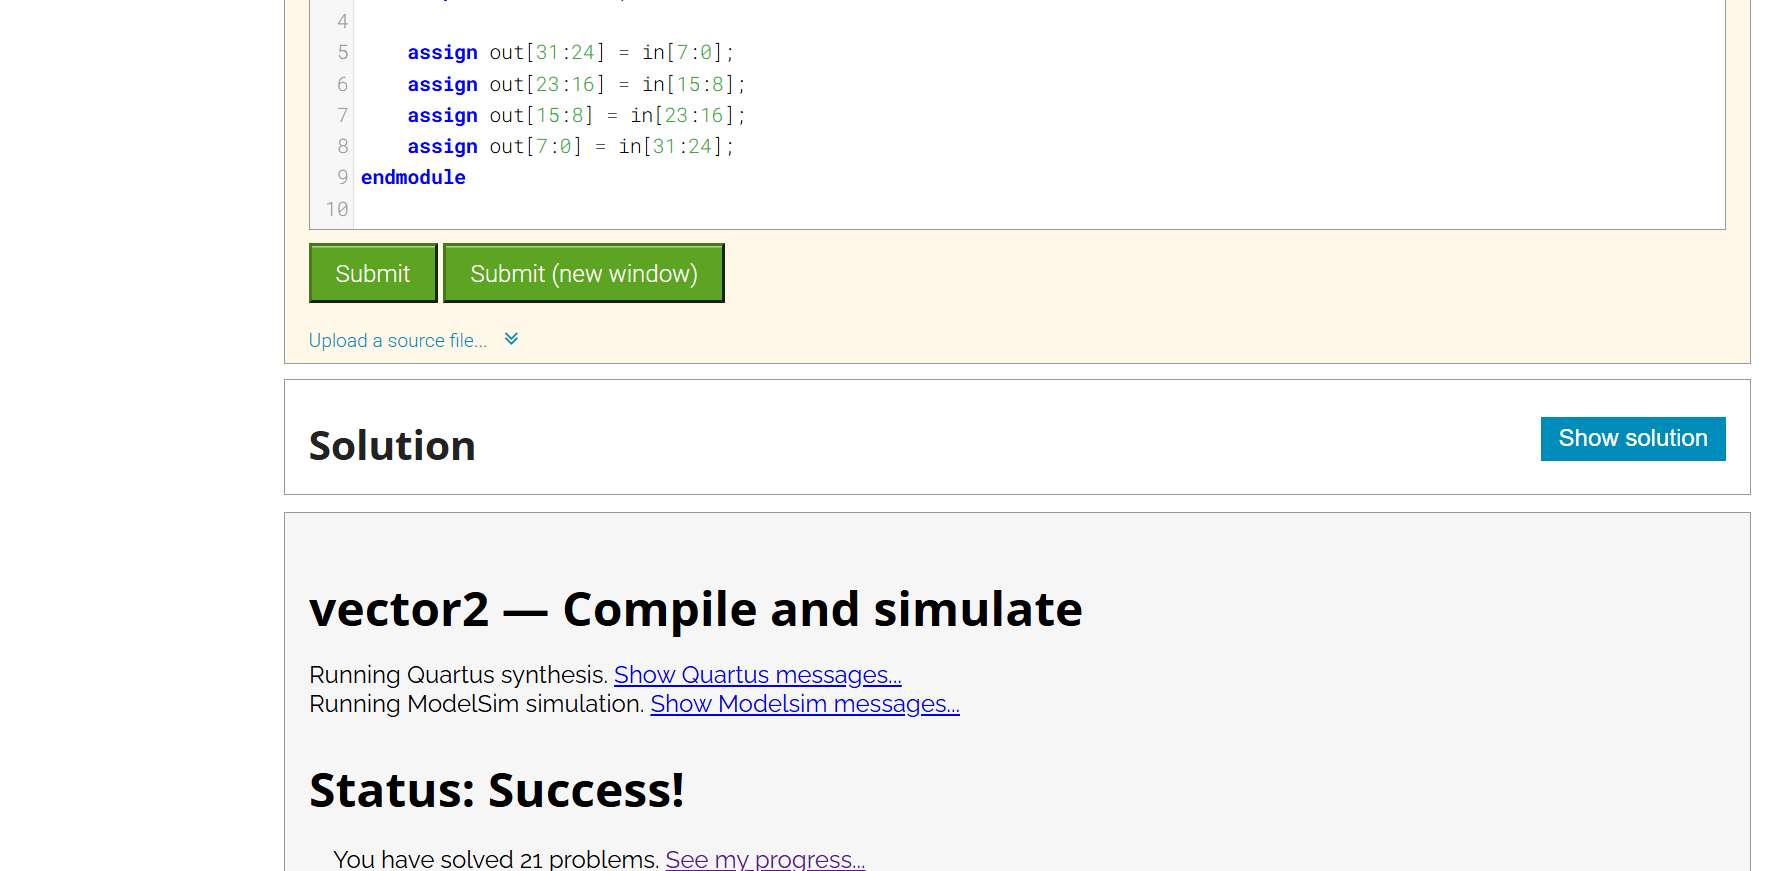 4
5 assign out[31:24] = in[7:0];
6 assign out[23:16] = in[15:8];
7 assign out[15:8] = in[23:16];
8 assign out[7:0] = in[31:24];
9 endmodule
10
Submit Submit (new window)
Upload a source file...
Solution Show solution
vector2 — Compile and simulate
Running Quartus synthesis. Show Quartus messages...
Running ModelSim simulation. Show Modelsim messages...
Status: Success!
You have solved 21 problems. See my progress...